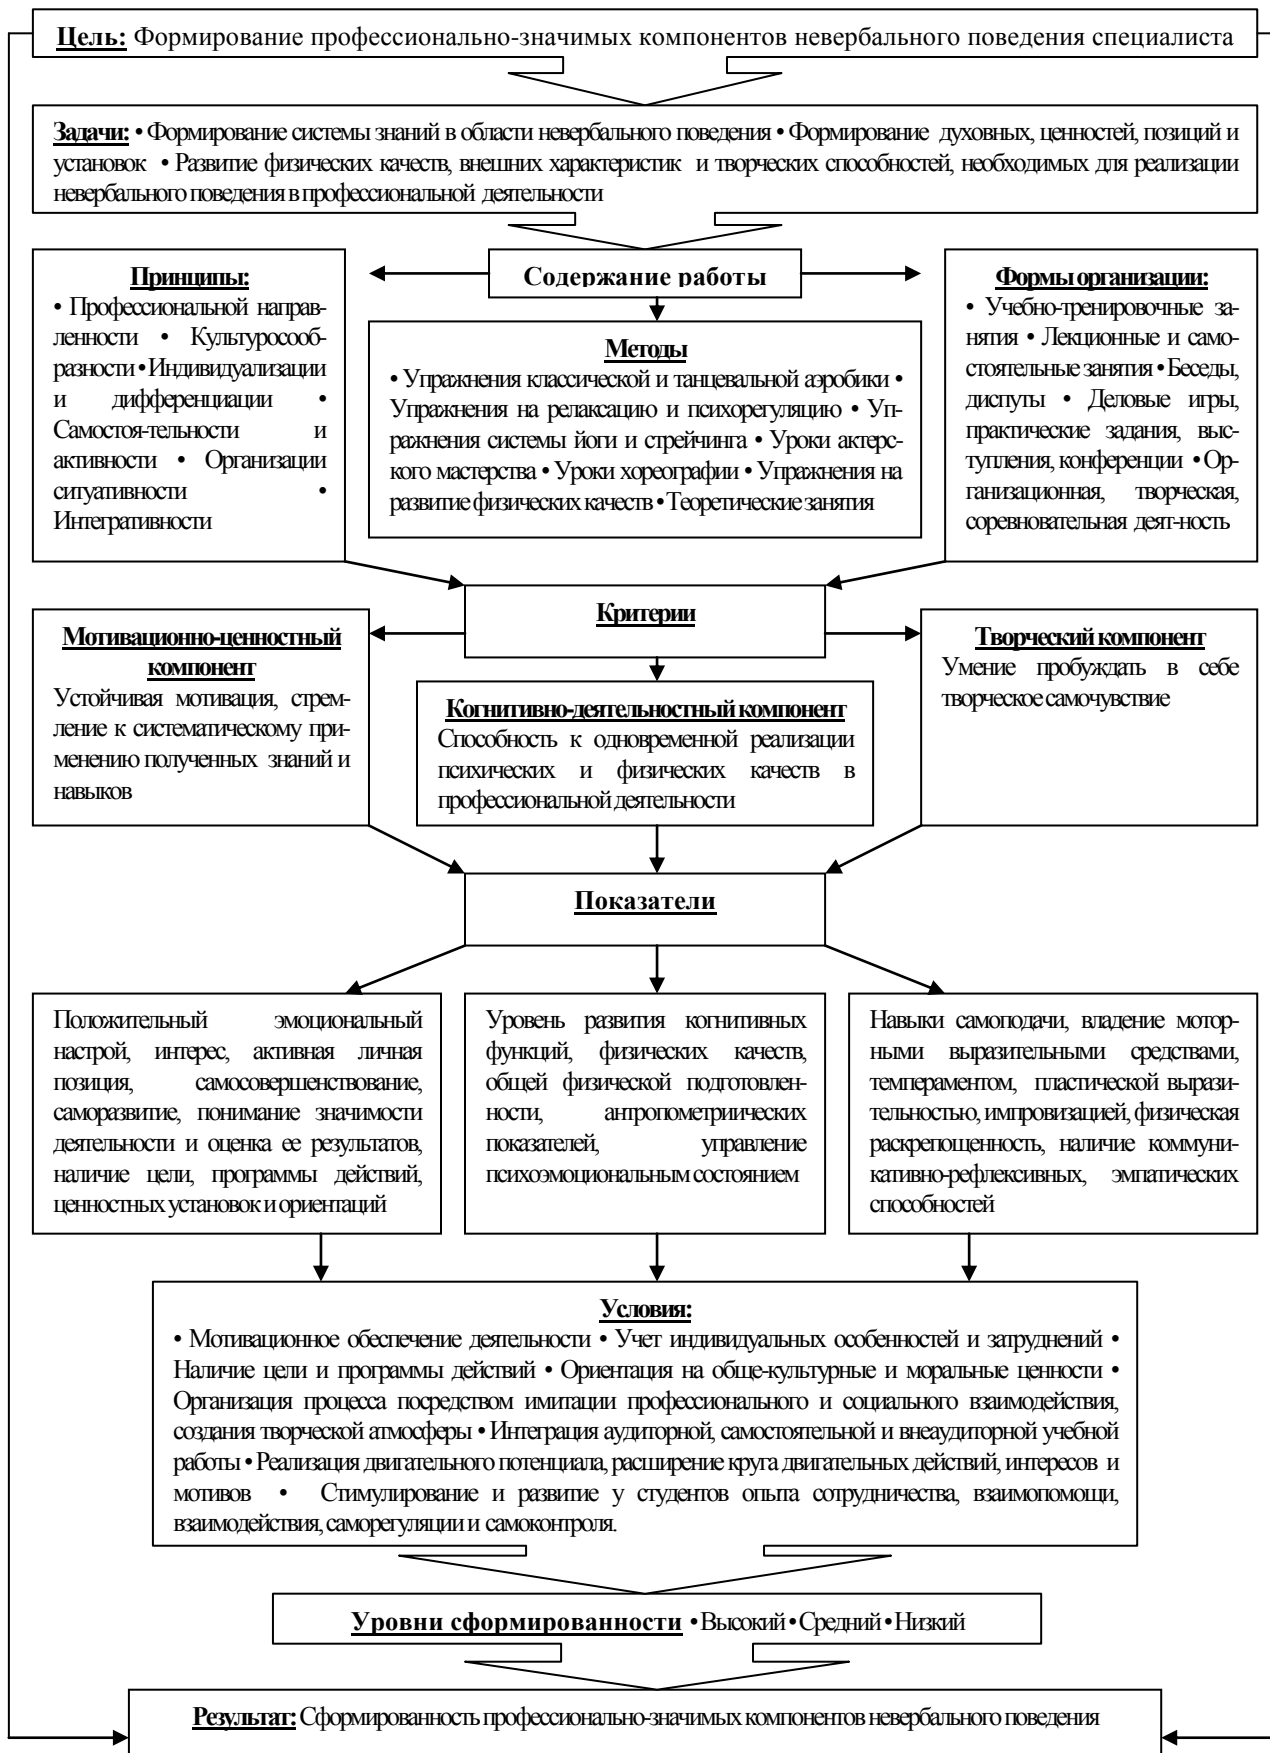 Цель: Формирование профессионально-значимых компонентов невербального поведения специалиста
Задачи: • Формирование системы знаний в области невербального поведения • Формирование духовных, ценностей, позиций и
установок • Развитие физических качеств, внешних характеристик и творческих способностей, необходимых для реализации
невербального поведения в профессиональной деятельности
Принципы:
• Профессиональной направ-
ленности • Культуросооб-
разности • Индивидуализации
и дифференциации •
Самостоя-тельности и
активности • Организации
ситуативности •
Интегративности
Содержание работы
Методы
• Упражнения классической и танцевальной аэробики •
Упражнения на релаксацию и психорегуляцию • Уп-
ражнения системы йоги и стрейчинга • Уроки актерс-
кого мастерства • Уроки хореографии • Упражнения на
развитие физических качеств • Теоретические занятия
Формы организации:
• Учебно-тренировочные за-
нятия • Лекционные и само-
стоятельные занятия • Беседы,
диспуты • Деловые игры,
практические задания, выс-
тупления, конференции • Ор-
ганизационная, творческая,
соревновательная деят-ность
Критерии
Мотивационно-ценностный
компонент
Устойчивая мотивация, стрем-
ление к систематическому при-
менению полученных знаний и
навыков
Когнитивно-деятельностный компонент
Способность к одновременной реализации
психических и физических качеств в
профессиональной деятельности
Творческий компонент
Умение пробуждать в себе
творческое самочувствие
Показатели
Положительный эмоциональный
настрой, интерес, активная личная
позиция, самосовершенствование,
саморазвитие, понимание значимости
деятельности и оценка ее результатов,
наличие цели, программы действий,
ценностных установок и ориентаций
Уровень развития когнитивных
функций, физических качеств,
общей физической подготовлен-
ности, антропометриических
показателей, управление
психоэмоциональным состоянием
Навыки самоподачи, владение мотор-
ными выразительными средствами,
темпераментом, пластической вырази-
тельностью, импровизацией, физическая
раскрепощенность, наличие коммуни-
кативно-рефлексивных, эмпатических
способностей
Условия:
• Мотивационное обеспечение деятельности • Учет индивидуальных особенностей и затруднений •
Наличие цели и программы действий • Ориентация на обще-культурные и моральные ценности •
Организация процесса посредством имитации профессионального и социального взаимодействия,
создания творческой атмосферы • Интеграция аудиторной, самостоятельной и внеаудиторной учебной
работы • Реализация двигательного потенциала, расширение круга двигательных действий, интересов и
мотивов • Стимулирование и развитие у студентов опыта сотрудничества, взаимопомощи,
взаимодействия, саморегуляции и самоконтроля.
Уровни сформированности • Высокий • Средний • Низкий
Результат: Сформированность профессионально-значимых компонентов невербального поведения